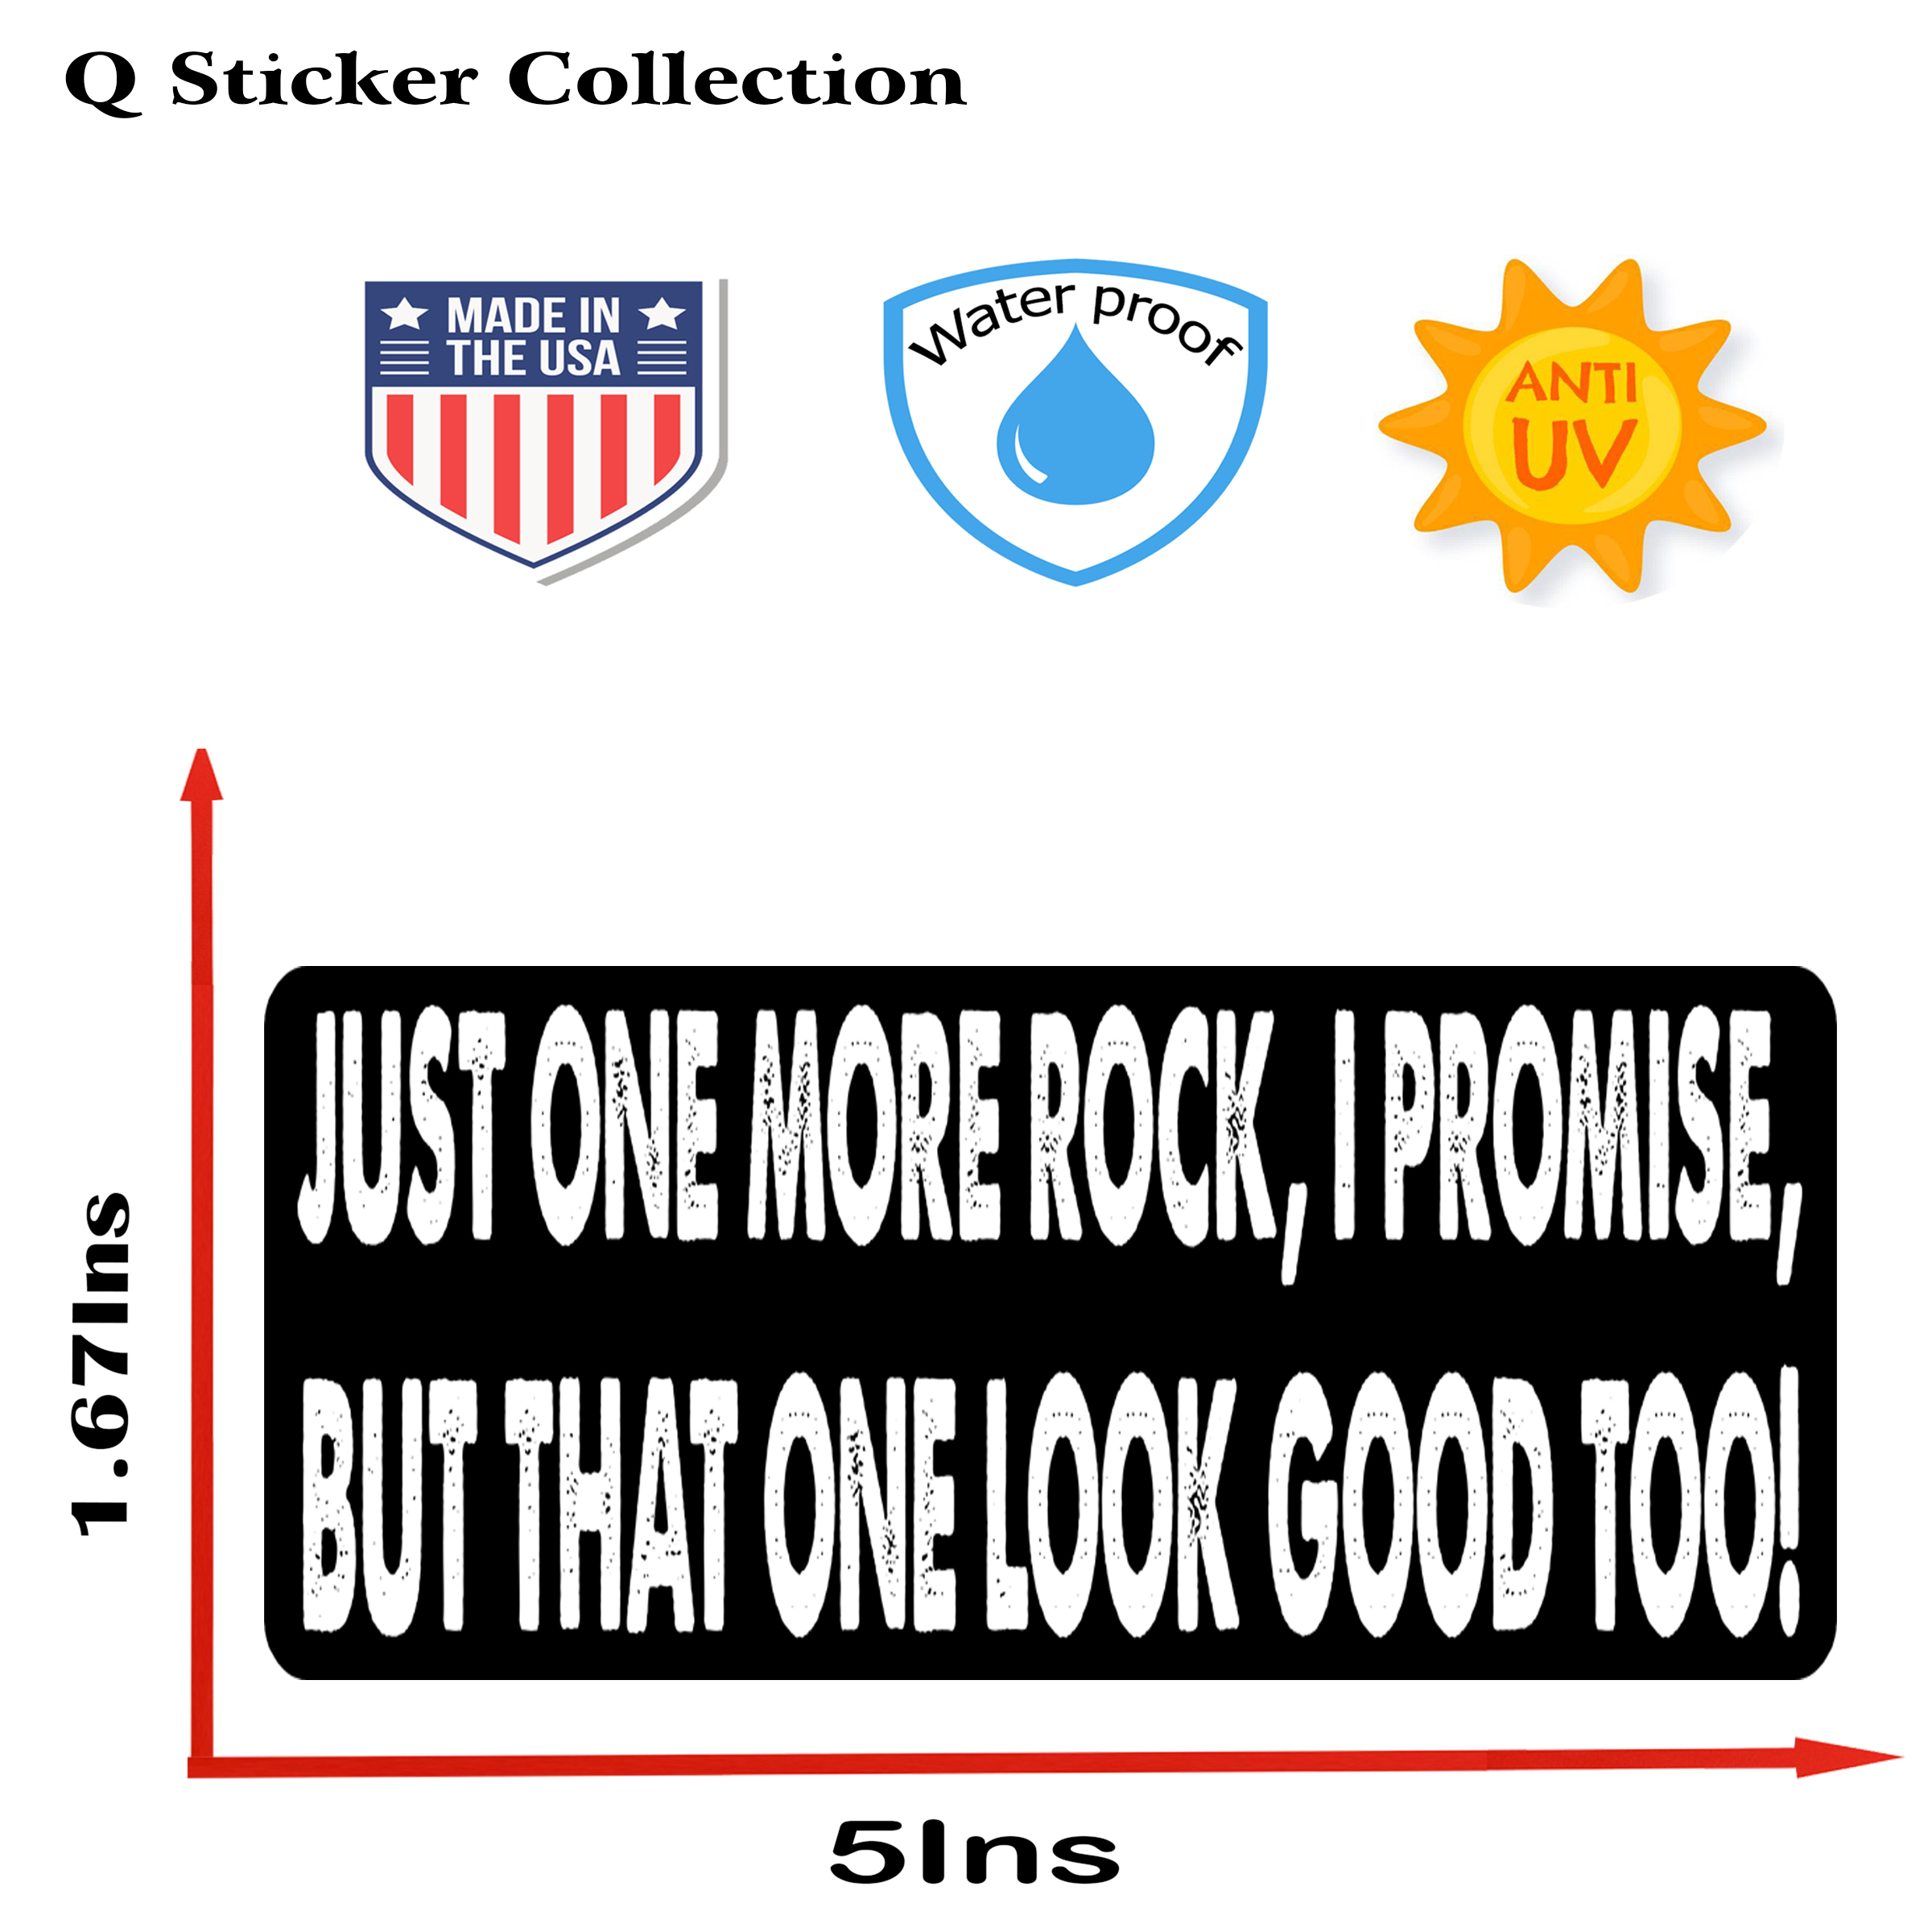 Q Sticker Collection
MADE IN
THE USA
Water proof
ANTI
UV
1.67Ins
JUST ONE MORE ROCK, I PROMISE,
BUT THAT ONE LOOK GOOD TOO!
5Ins